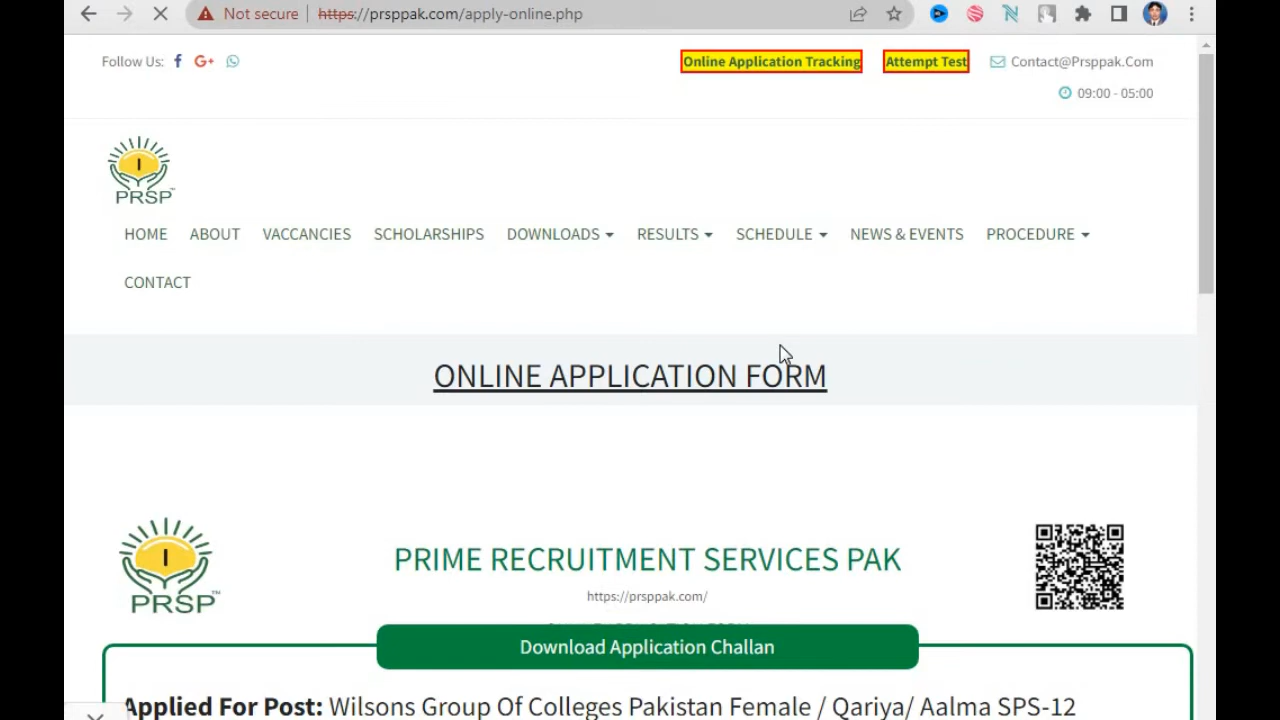 Not secure https://prsppak.com/apply-online.php
Follow Us: f G+ Online Application Tracking Attempt Test Contact@Prsppak.Com
09:00 - 05:00
PRSP™
HOME ABOUT VACCANCIES SCHOLARSHIPS DOWNLOADS RESULTS SCHEDULE NEWS & EVENTS PROCEDURE
CONTACT
ONLINE APPLICATION FORM
PRIME RECRUITMENT SERVICES PAK
https://prsppak.com/
PRSP™
Download Application Challan
Applied For Post: Wilsons Group Of Colleges Pakistan Female / Qariya/ Aalma SPS-12